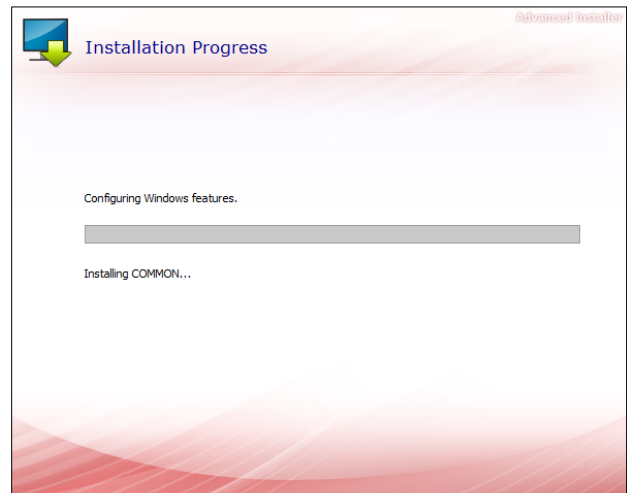 Advanced Installer
Installation Progress
Configuring Windows features.
Installing COMMON...